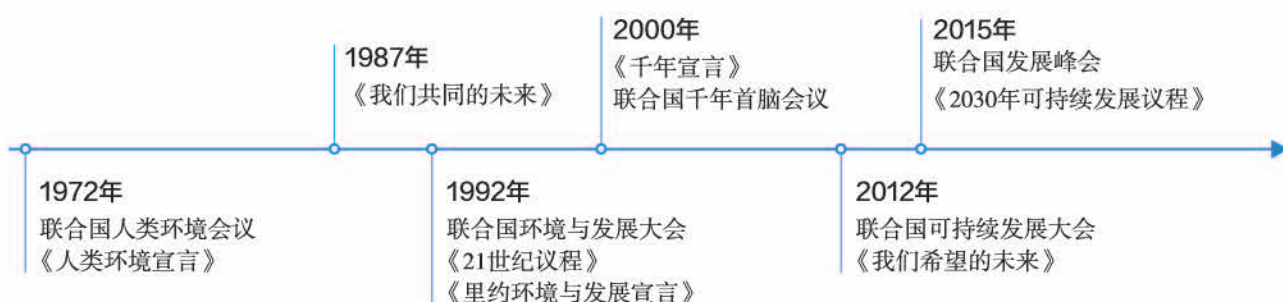 1972年
联合国人类环境会议
《人类环境宣言》
1987年
《我们共同的未来》
1992年
联合国环境与发展大会
《21世纪议程》
《里约环境与发展宣言》
2000年
《千年宣言》
联合国千年首脑会议
2012年
联合国可持续发展大会
《我们希望的未来》
2015年
联合国发展峰会
《2030年可持续发展议程》